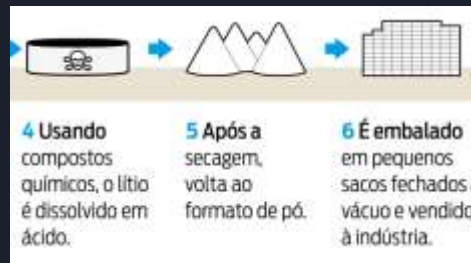 4 Usando
compostos
químicos, o lítio
é dissolvido em
ácido.
5 Após a
secagem,
volta ao
formato de pó.
6 É embalado
em pequenos
sacos fechados a
vácuo e vendido
à indústria.